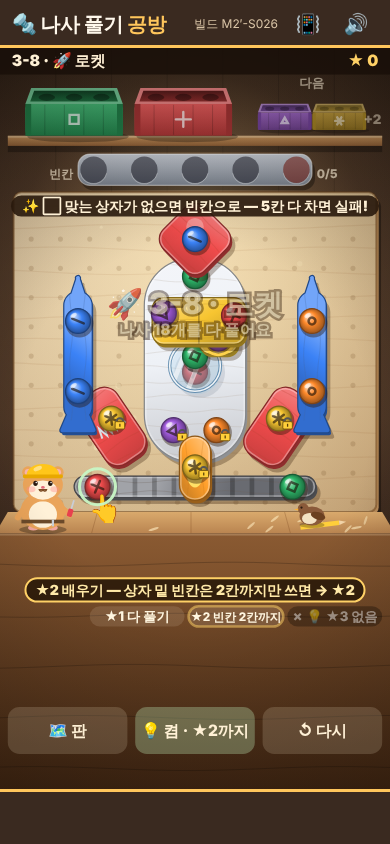 나사 풀기 공방
빌드 M2′-S026
3-8 · 🚀 로켓
★ 0
다음
+2
빈칸
0/5
✨ ⬜ 맞는 상자가 없으면 빈칸으로 — 5칸 다 차면 실패!
3-8 · 로켓
나사 18개를 다 풀어요
★2 배우기 — 상자 밑 빈칸은 2칸까지만 쓰면 → ★2
★1 다 풀기
★2 빈칸 2칸까지
× 💡 ★3 없음
🗺️ 판
💡 켬 · ★2까지
↺ 다시